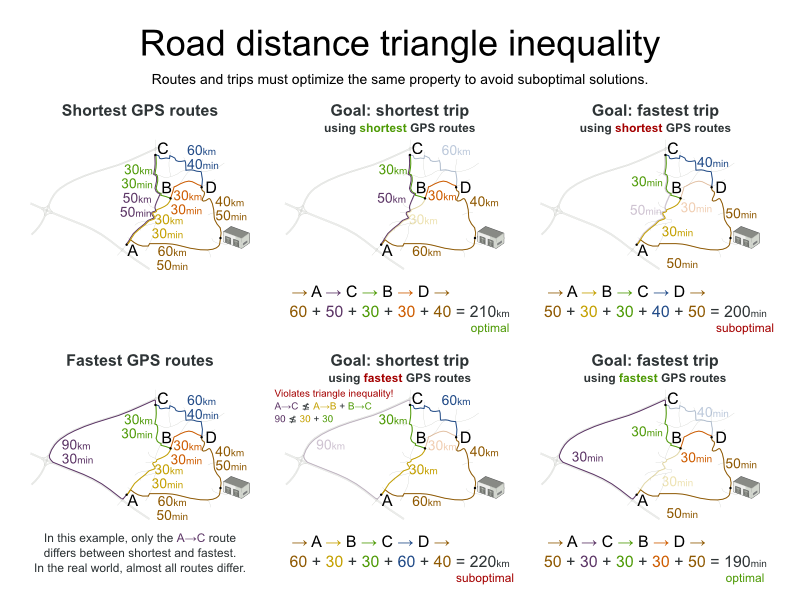 Road distance triangle inequality
Routes and trips must optimize the same property to avoid suboptimal solutions.
Shortest GPS routes
C
60km
40min
30km
30min
B
D
50km
50min
30km
30min
40km
50min
30km
30min
A
60km
50min
Goal: shortest trip
using shortest GPS routes
C
60km
30km
B
D
50km
30km
40km
30km
A
60km
→ A → C → B → D →
60 + 50 + 30 + 30 + 40 = 210km
optimal
Goal: fastest trip
using shortest GPS routes
C
40min
30min
B
D
50min
30min
50min
30min
A
50min
→ A → B → C → D →
50 + 30 + 30 + 40 + 50 = 200min
suboptimal
Fastest GPS routes
C
60km
40min
30km
30min
B
D
90km
30min
30km
30min
40km
50min
30km
30min
A
60km
50min
In this example, only the A→C route
differs between shortest and fastest.
In the real world, almost all routes differ.
Goal: shortest trip
using fastest GPS routes
Violates triangle inequality!
A→C ≰ A→B + B→C
90 ≰ 30 + 30
C
60km
30km
B
D
90km
30km
40km
30km
A
60km
→ A → B → C → D →
60 + 30 + 30 + 60 + 40 = 220km
suboptimal
Goal: fastest trip
using fastest GPS routes
C
40min
30min
B
D
30min
30min
50min
30min
A
50min
→ A → C → B → D →
50 + 30 + 30 + 30 + 50 = 190min
optimal